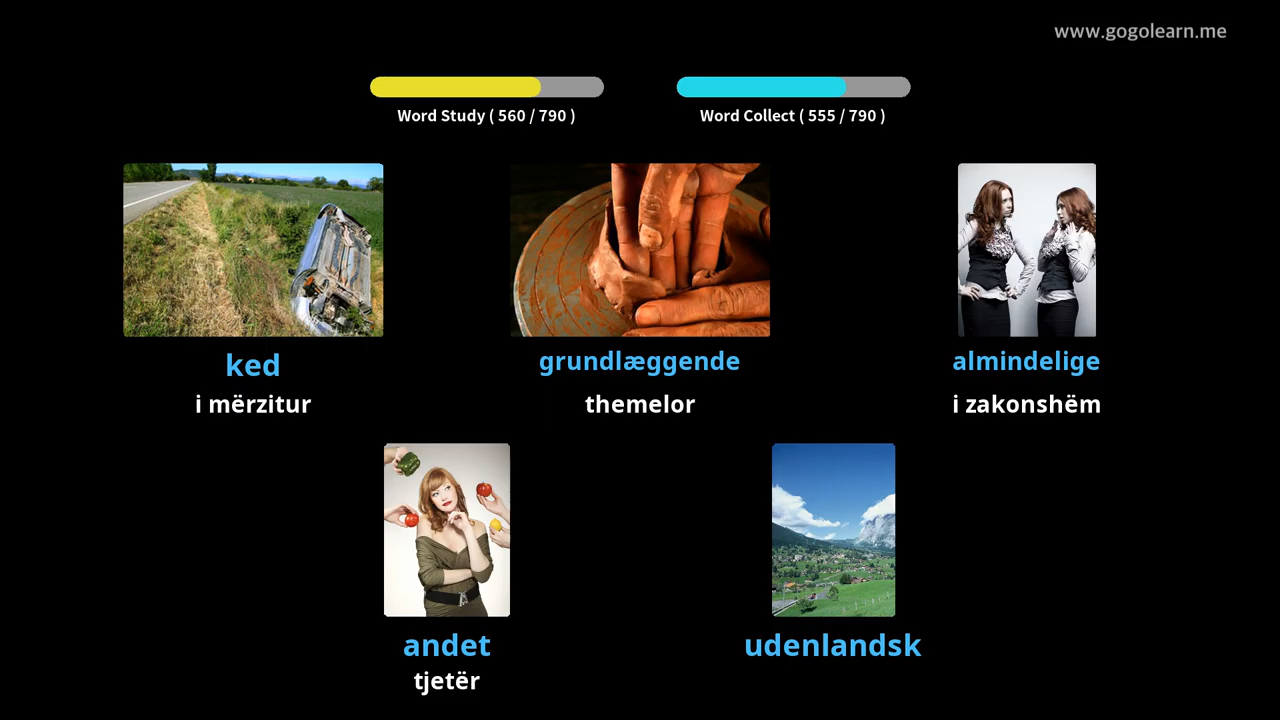 www.gogolearn.me
Word Study ( 560 / 790 )
Word Collect ( 555 / 790 )
ked
i mërzitur
grundlæggende
themelor
almindelige
i zakonshëm
andet
tjetër
udenlandsk